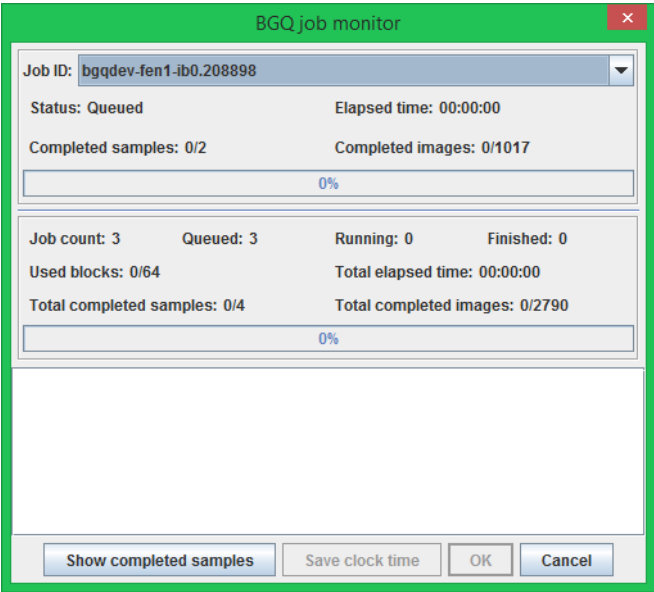 BGQ job monitor
Job ID: bgqdev-fen1-ib0.208898
Status: Queued Elapsed time: 00:00:00
Completed samples: 0/2 Completed images: 0/1017
0%
Job count: 3 Queued: 3 Running: 0 Finished: 0
Used blocks: 0/64 Total elapsed time: 00:00:00
Total completed samples: 0/4 Total completed images: 0/2790
0%
Show completed samples Save clock time OK Cancel